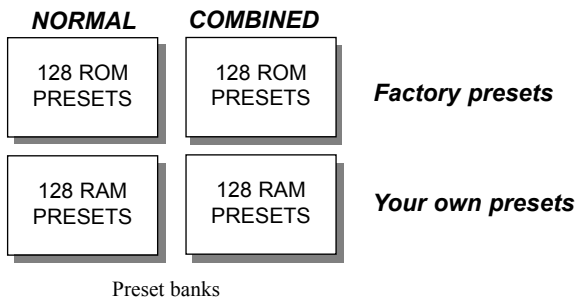 NORMAL COMBINED
128 ROM PRESETS
128 ROM PRESETS
Factory presets
128 RAM PRESETS
128 RAM PRESETS
Your own presets
Preset banks